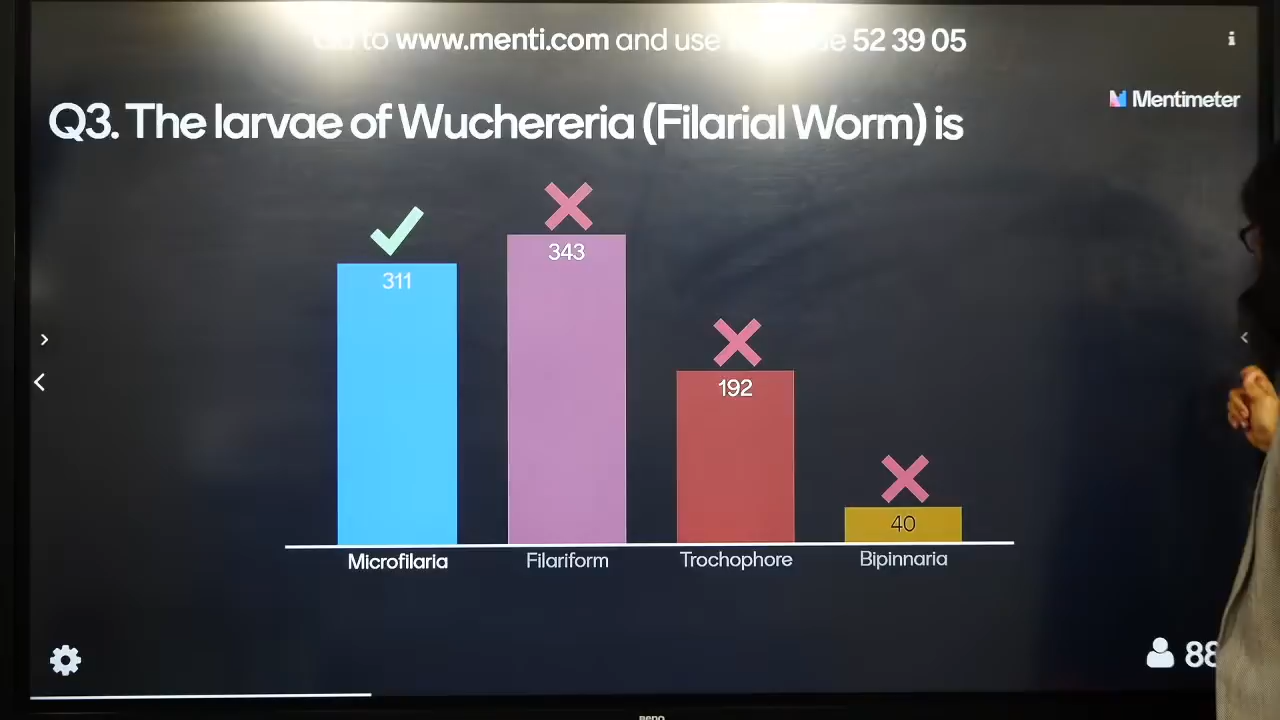 to www.menti.com and use 52 39 05
Mentimeter
Q3. The larvae of Wuchereria (Filarial Worm) is
311
343
192
40
Microfilaria
Filariform
Trochophore
Bipinnaria
BenQ